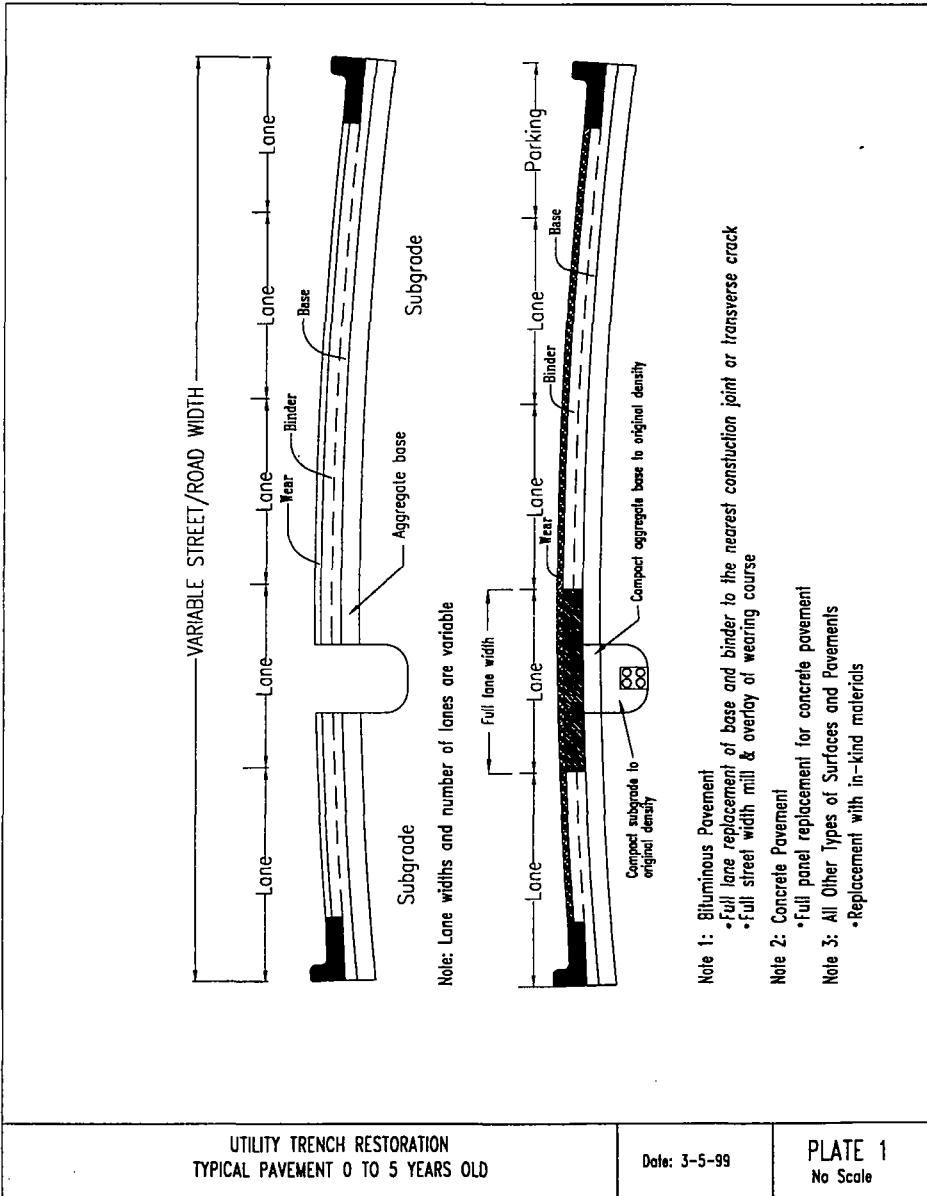 VARIABLE STREET/ROAD WIDTH
Lane
Lane
Lane
Lane
Lane
Wear
Binder
Base
Subgrade
Aggregate base
Subgrade
Note: Lane widths and number of lanes are variable
Full lane width
Lane
Lane
Lane
Lane
Parking
Wear
Binder
Base
Compact subgrade to
original density
Compact aggregate base to original density
Note 1: Bituminous Pavement
•Full lane replacement of base and binder to the nearest constuction joint or transverse crack
•Full street width mill & overlay of wearing course
Note 2: Concrete Pavement
•Full panel replacement for concrete pavement
Note 3: All Other Types of Surfaces and Pavements
•Replacement with in-kind materials
UTILITY TRENCH RESTORATION
TYPICAL PAVEMENT 0 TO 5 YEARS OLD
Date: 3-5-99
PLATE 1
No Scale